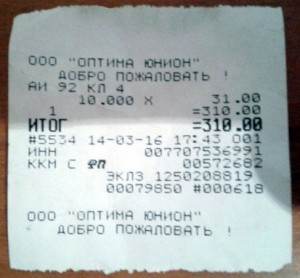 ООО "ОПТИМА ЮНИОН"
ДОБРО ПОЖАЛОВАТЬ !
АИ 92 КЛ 4
10.000 X 31.00
1 =310.00
ИТОГ =310.00
#5534 14-03-16 17:43 001
ИНН 007707536991
ККМ С ФП 00572682
ЭКЛЗ 1250208819
00079850 #000618
ООО "ОПТИМА ЮНИОН"
ДОБРО ПОЖАЛОВАТЬ !